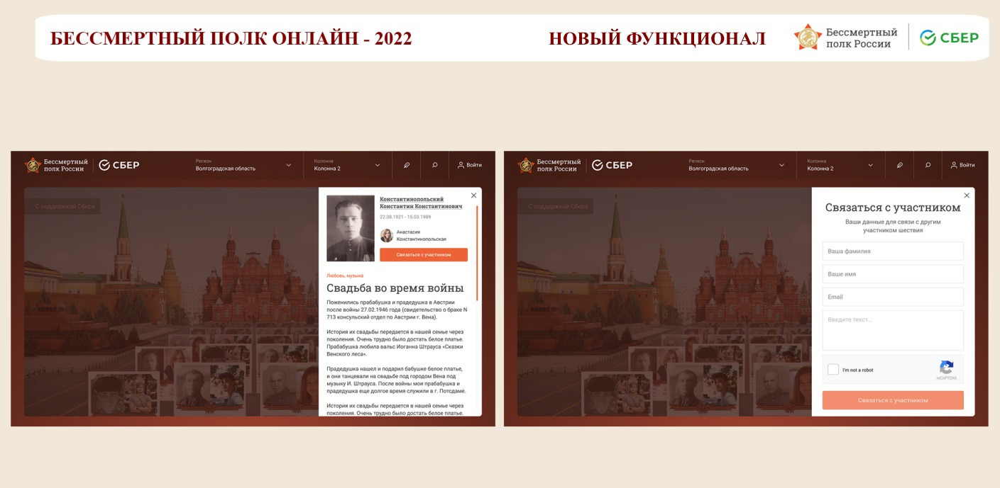 БЕССМЕРТНЫЙ ПОЛК ОНЛАЙН - 2022
НОВЫЙ ФУНКЦИОНАЛ
Бессмертный
полк России
СБЕР
Бессмертный
полк России
СБЕР
Регион
Волгоградская область
Колонна
Колонна 2
Войти
С поддержкой Сбера
Константинопольский
Константин Константинович
22.08.1921 - 15.03.1989
Анастасия
Константинопольская
Связаться с участником
Любовь, музыка
Свадьба во время войны
Поженились прабабушка и прадедушка в Австрии
после войны 27.02.1946 года (свидетельство о браке N
713 консульский отдел по Австрии г. Вена).
История их свадьбы передается в нашей семье через
поколения. Очень трудно было достать белое платье.
Прабабушка любила вальс Иоганна Штрауса «Сказки
Венского леса».
Прадедушка нашел и подарил бабушке белое платье,
и они танцевали на свадьбе под городом Вена под
музыку И. Штрауса. После войны мои прабабушка и
прадедушка еще долгое время служили в г. Потсдаме.
История их свадьбы передается в нашей семье через
поколения. Очень трудно было достать белое платье.
Бессмертный
полк России
СБЕР
Регион
Волгоградская область
Колонна
Колонна 2
Войти
С поддержкой Сбера
Связаться с участником
Ваши данные для связи с другим
участником шествия
Ваша фамилия
Ваше имя
Email
Введите текст...
I'm not a robot
reCAPTCHA
Связаться с участником